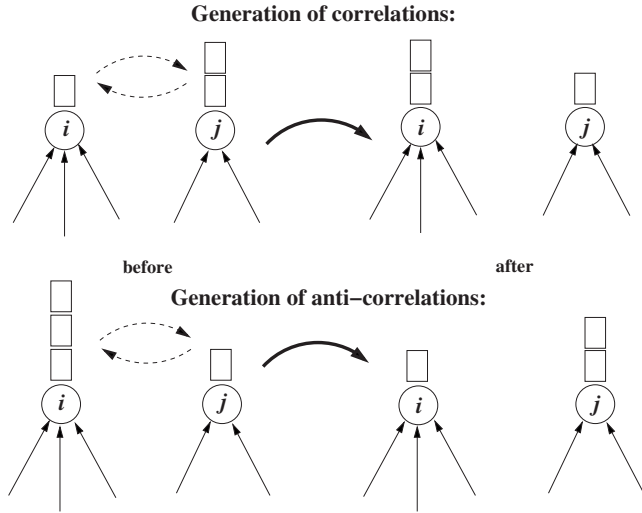 Generation of correlations:
i
j
i
j
before
after
Generation of anti-correlations:
i
j
i
j